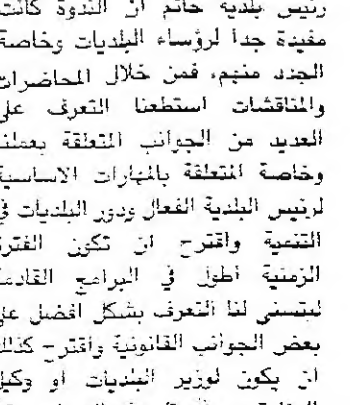 رئيس بلدية حاتم ان الندوة كانت
مفيدة جدا لرؤساء البلديات وخاصة
الجدد منهم، فمن خلال المحاضرات
والمناقشات استطعنا التعرف على
العديد من الجوانب المتعلقة بعملنا
وخاصة المتعلقة بالمهارات الاساسية
لرئيس البلدية الفعال ودور البلديات في
التنمية واقترح ان تكون الفترة
الزمنية اطول في البرامج القادمة
ليتسنى لنا التعرف بشكل افضل على
بعض الجوانب القانونية واقترح كذلك
ان يكون لوزير البلديات او وكيل